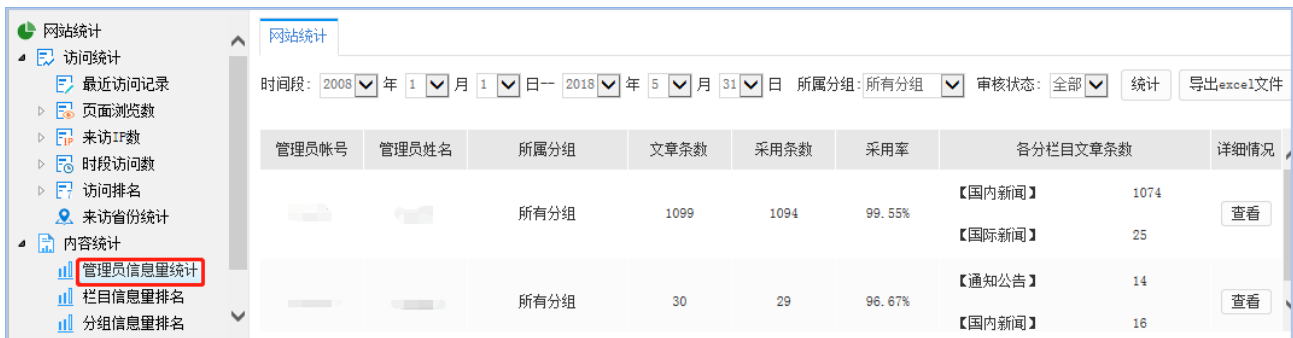 网站统计
访问统计
最近访问记录
页面浏览数
来访IP数
时段访问数
访问排名
来访省份统计
内容统计
管理员信息量统计
栏目信息量排名
分组信息量排名
网站统计
时间段: 2008 年 1 月 1 日-- 2018 年 5 月 31 日 所属分组: 所有分组 审核状态: 全部 统计 导出excel文件
管理员帐号 管理员姓名 所属分组 文章条数 采用条数 采用率 各分栏目文章条数 详细情况
所有分组 1099 1094 99.55% 【国内新闻】 1074 查看
【国际新闻】 25
所有分组 30 29 96.67% 【通知公告】 14 查看
【国内新闻】 16